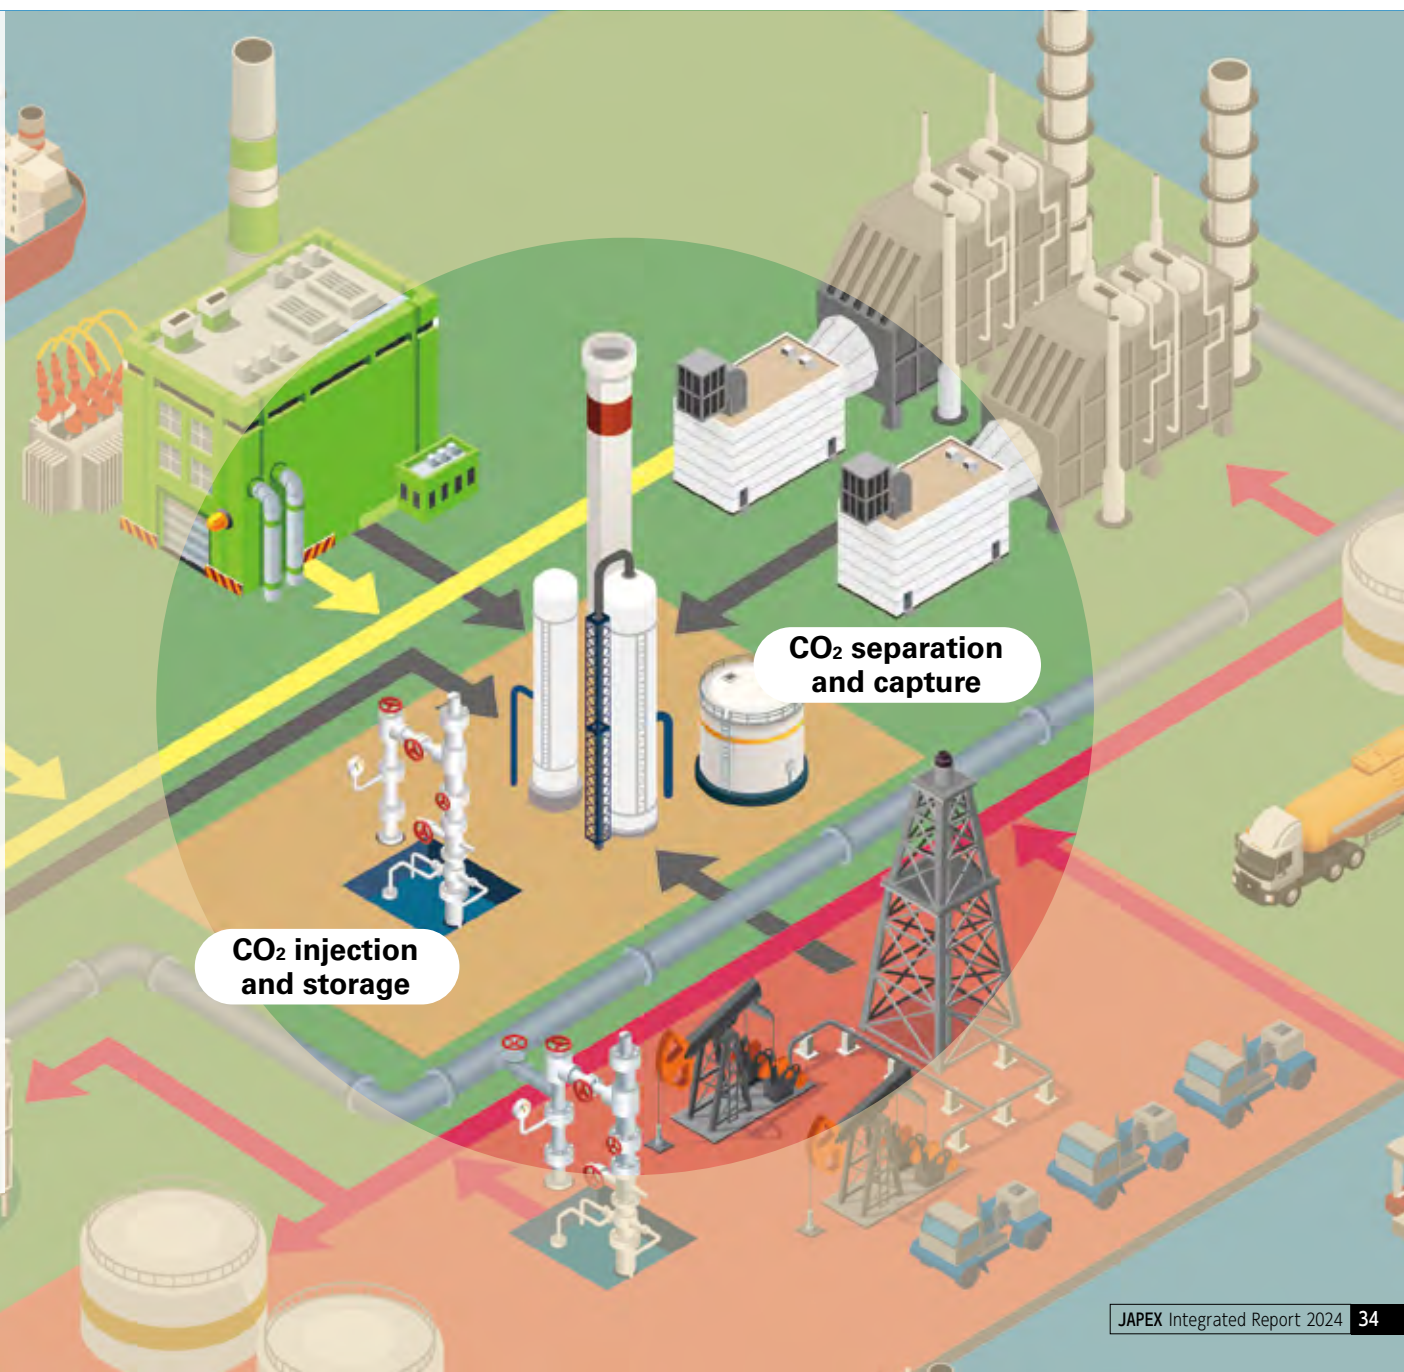 CO₂ separation
and capture
CO₂ injection
and storage
JAPEX Integrated Report 2024 34